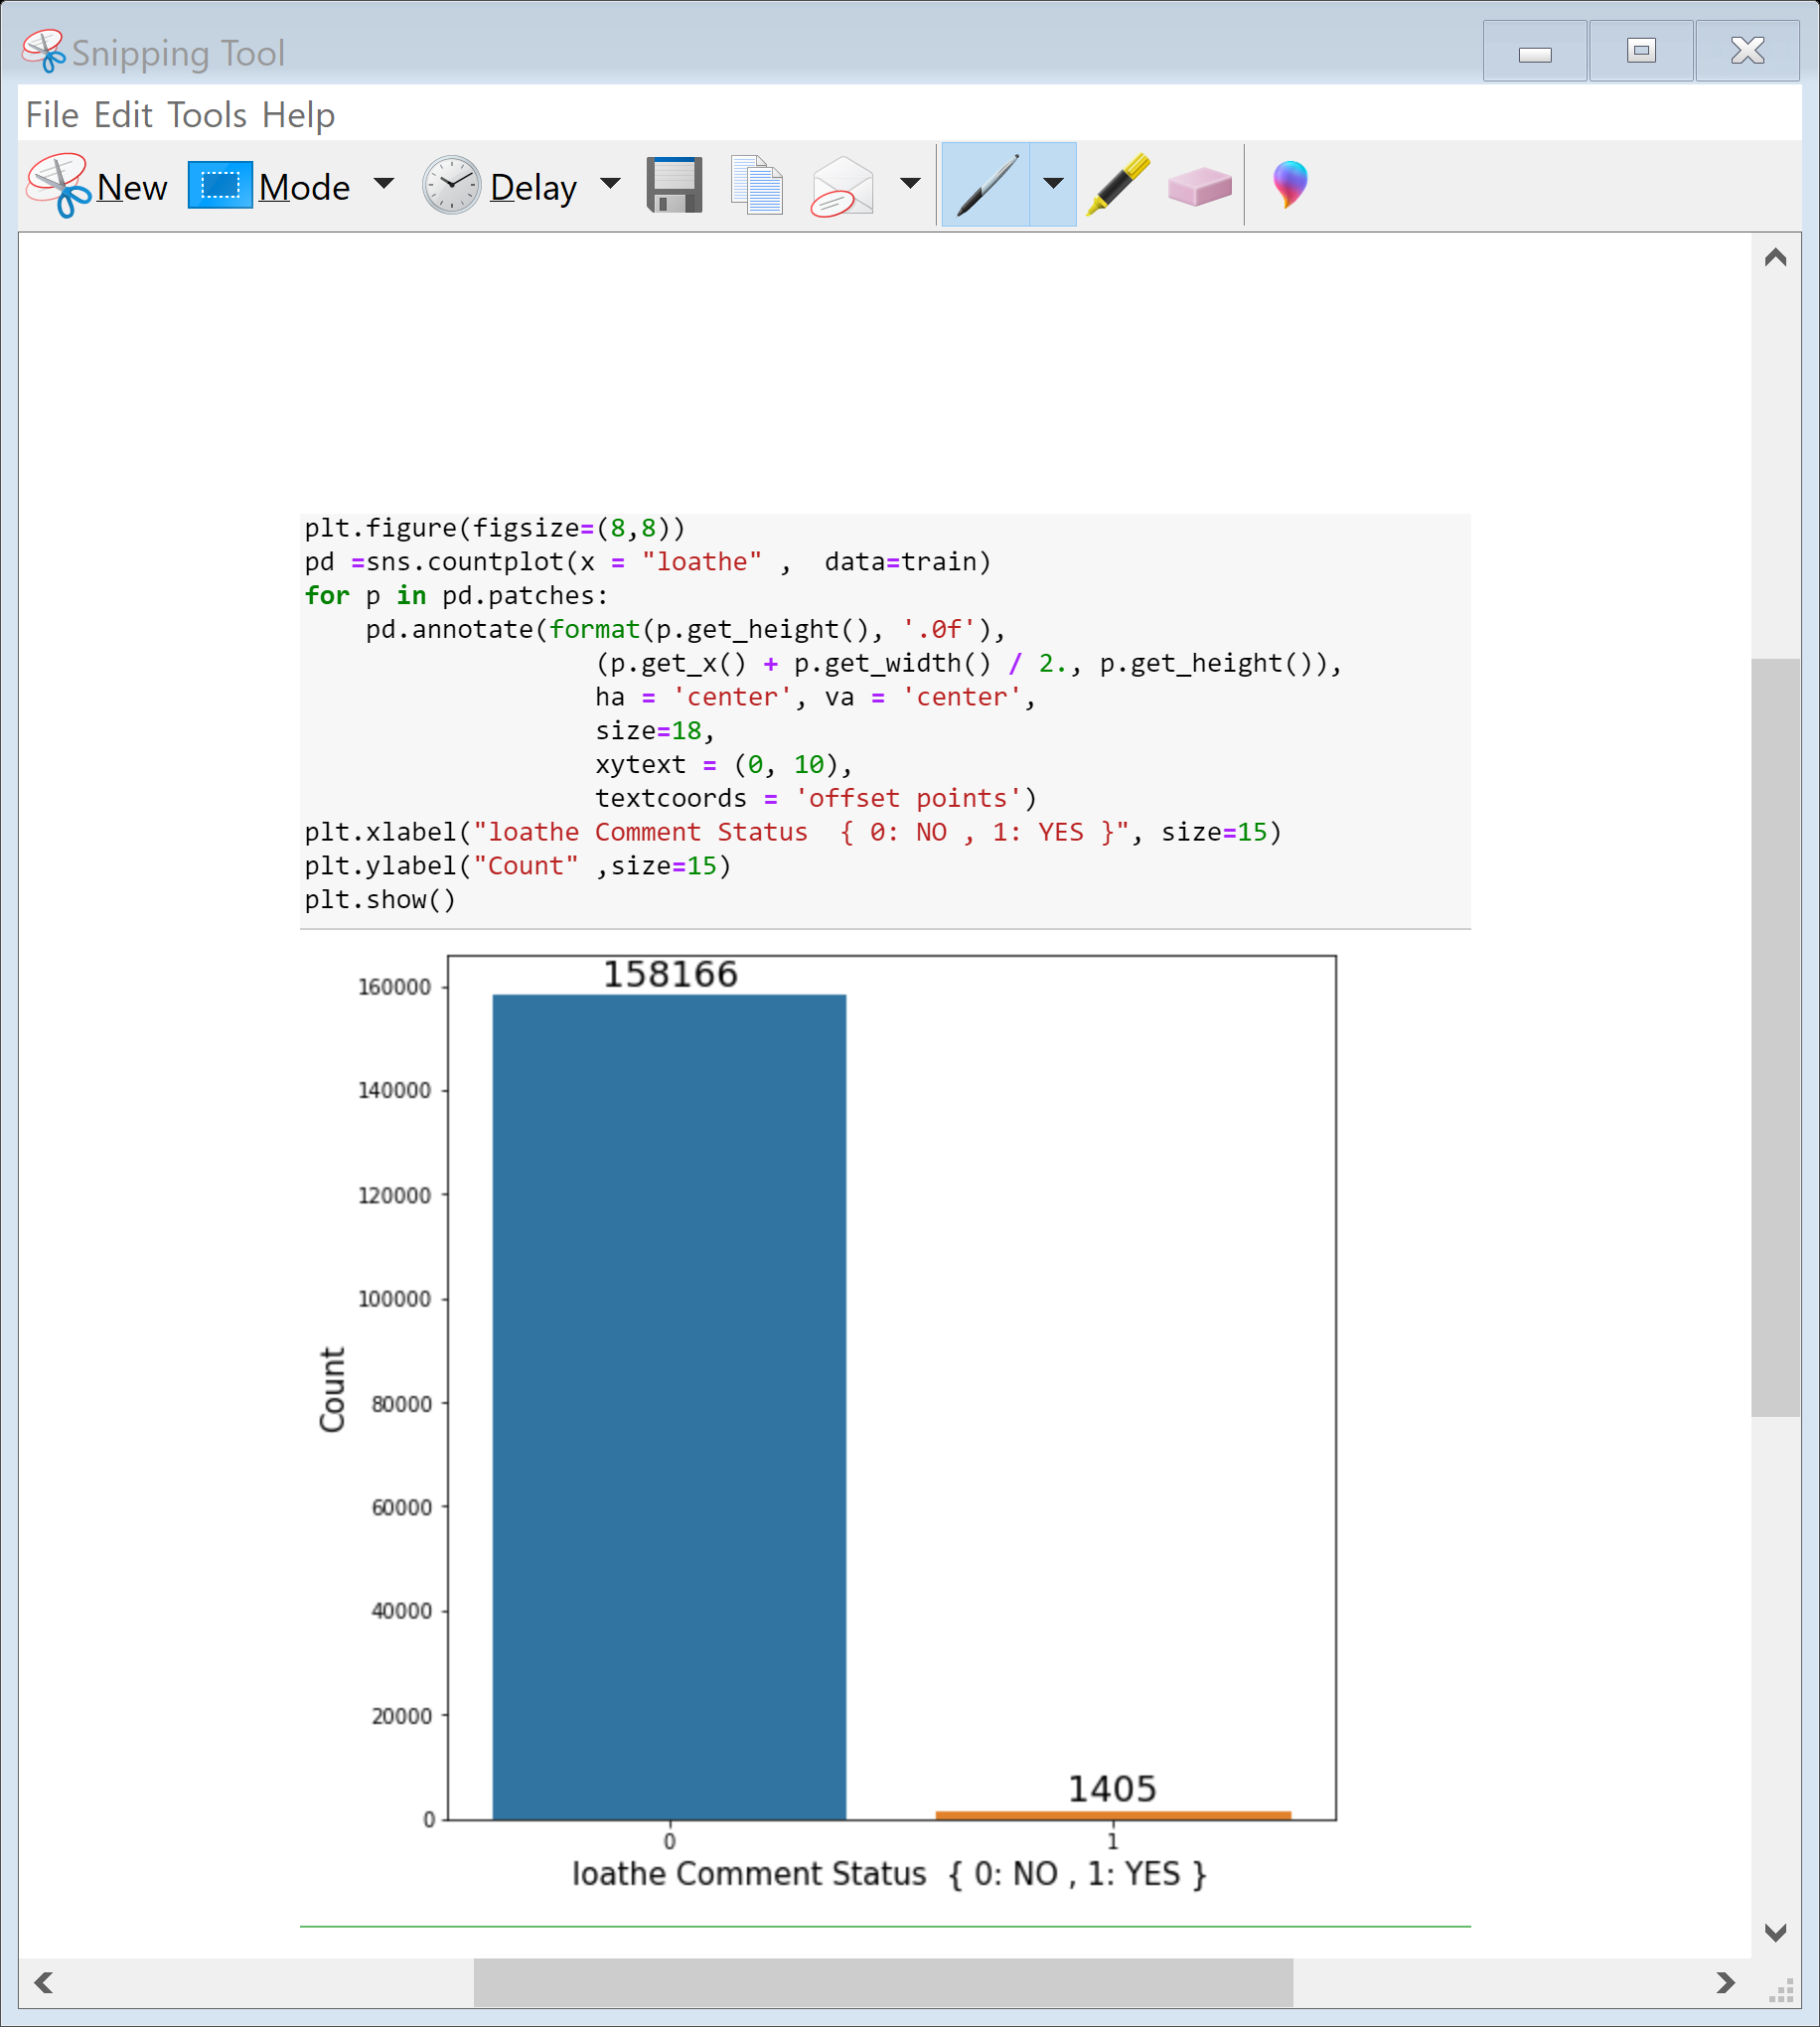 Snipping Tool
File Edit Tools Help
New Mode Delay
plt.figure(figsize=(8,8))
pd =sns.countplot(x = "loathe" ,  data=train)
for p in pd.patches:
    pd.annotate(format(p.get_height(), '.0f'),
                   (p.get_x() + p.get_width() / 2., p.get_height()),
                   ha = 'center', va = 'center',
                   size=18,
                   xytext = (0, 10),
                   textcoords = 'offset points')
plt.xlabel("loathe Comment Status  { 0: NO , 1: YES }", size=15)
plt.ylabel("Count" ,size=15)
plt.show()
158166
160000
140000
120000
100000
80000
60000
40000
20000
0
Count
1405
0 1
loathe Comment Status  { 0: NO , 1: YES }